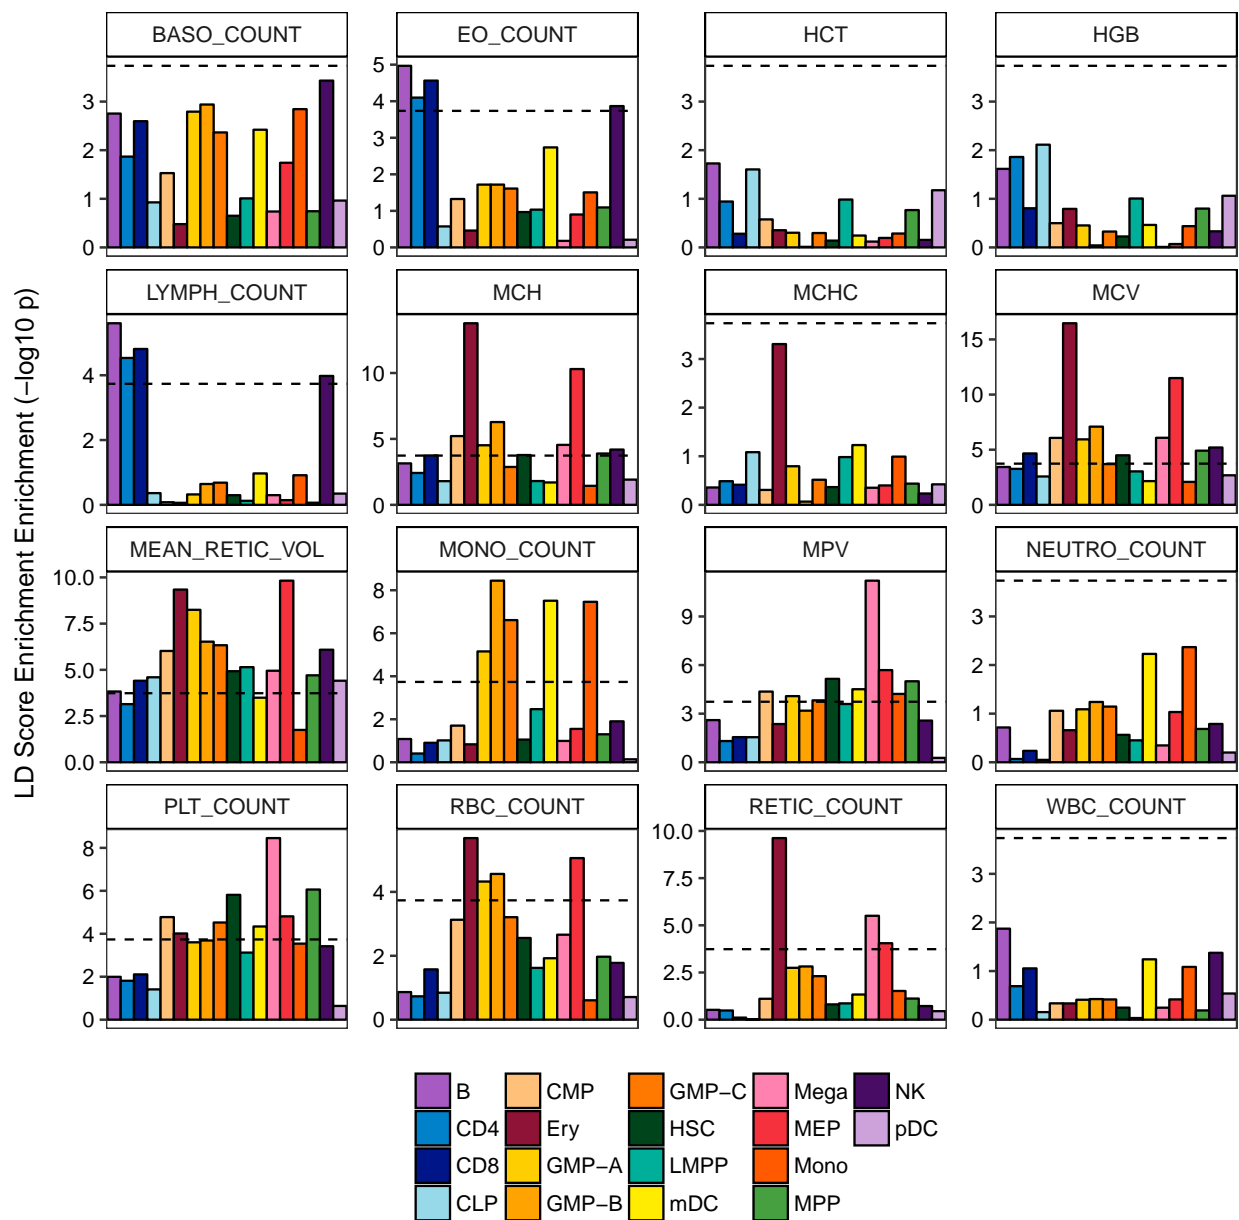 BASO_COUNT EO_COUNT HCT HGB
3 2 1 0
5 4 3 2 1 0
3 2 1 0
3 2 1 0
LYMPH_COUNT MCH MCHC MCV
4 2 0
10 5 0
3 2 1 0
15 10 5 0
MEAN_RETIC_VOL MONO_COUNT MPV NEUTRO_COUNT
10.0 7.5 5.0 2.5 0.0
8 6 4 2 0
9 6 3 0
3 2 1 0
PLT_COUNT RBC_COUNT RETIC_COUNT WBC_COUNT
8 6 4 2 0
4 2 0
10.0 7.5 5.0 2.5 0.0
3 2 1 0
LD Score Enrichment Enrichment (−log10 p)
B CMP GMP−C Mega NK
CD4 Ery HSC MEP pDC
CD8 GMP−A LMPP Mono
CLP GMP−B mDC MPP